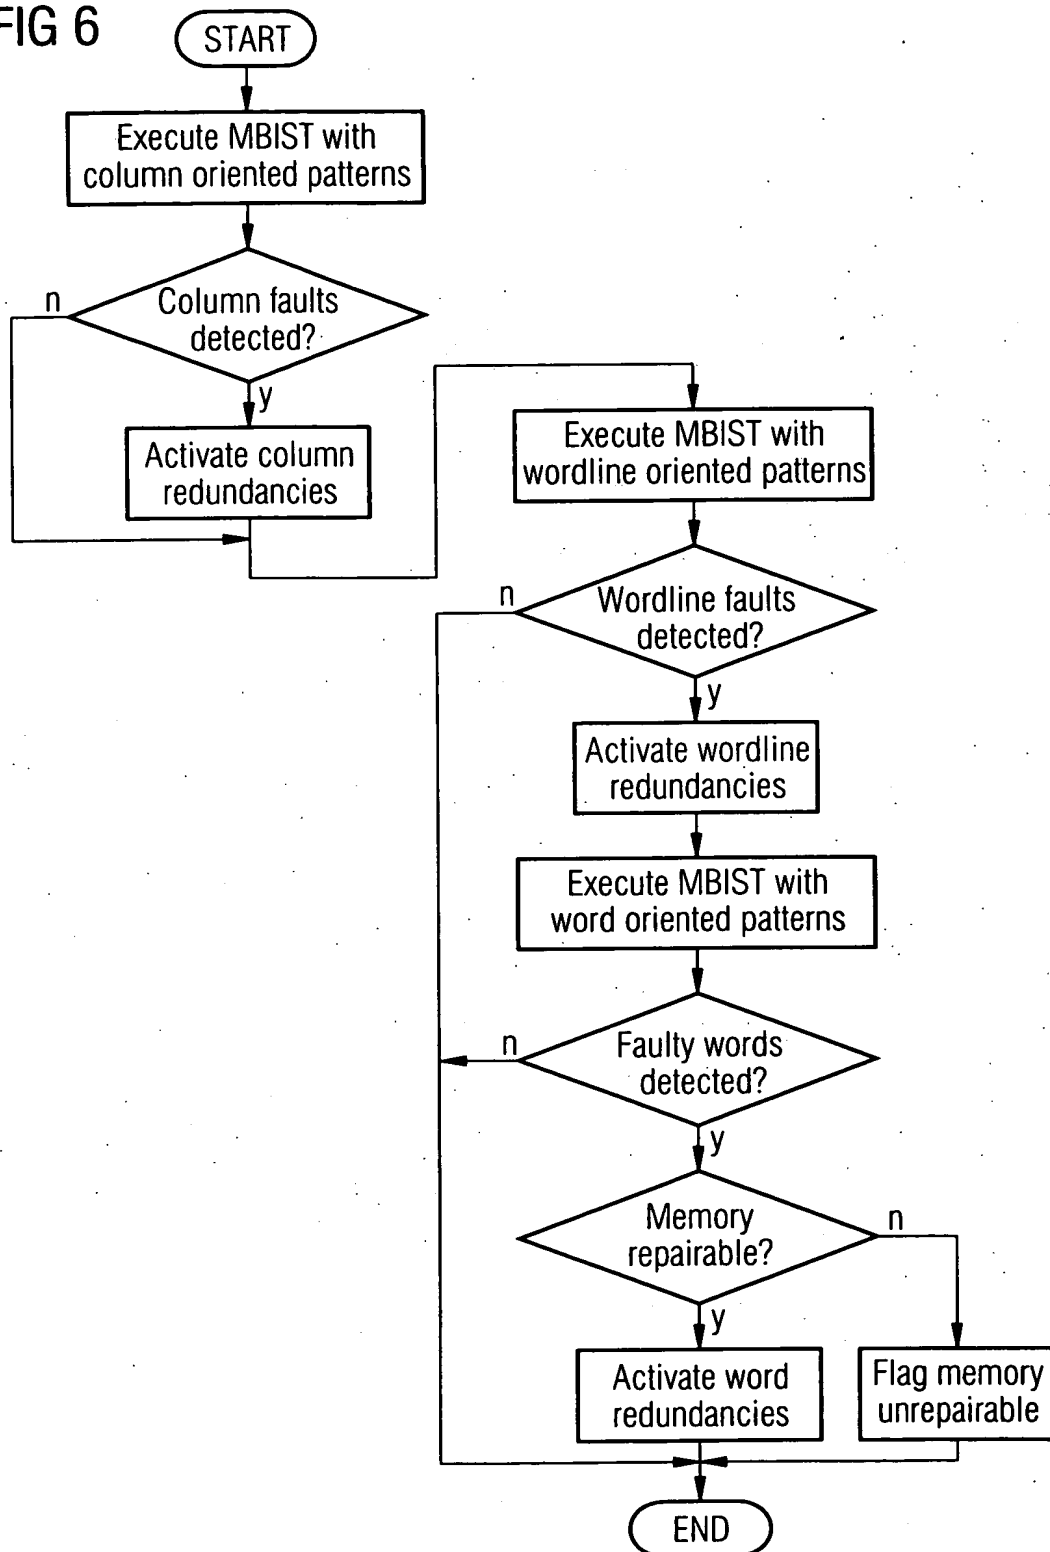 FIG 6
START
Execute MBIST with
column oriented patterns
n
Column faults
detected?
y
Activate column
redundancies
Execute MBIST with
wordline oriented patterns
n
Wordline faults
detected?
y
Activate wordline
redundancies
Execute MBIST with
word oriented patterns
n
Faulty words
detected?
y
Memory
repairable?
n
y
Activate word
redundancies
Flag memory
unrepairable
END